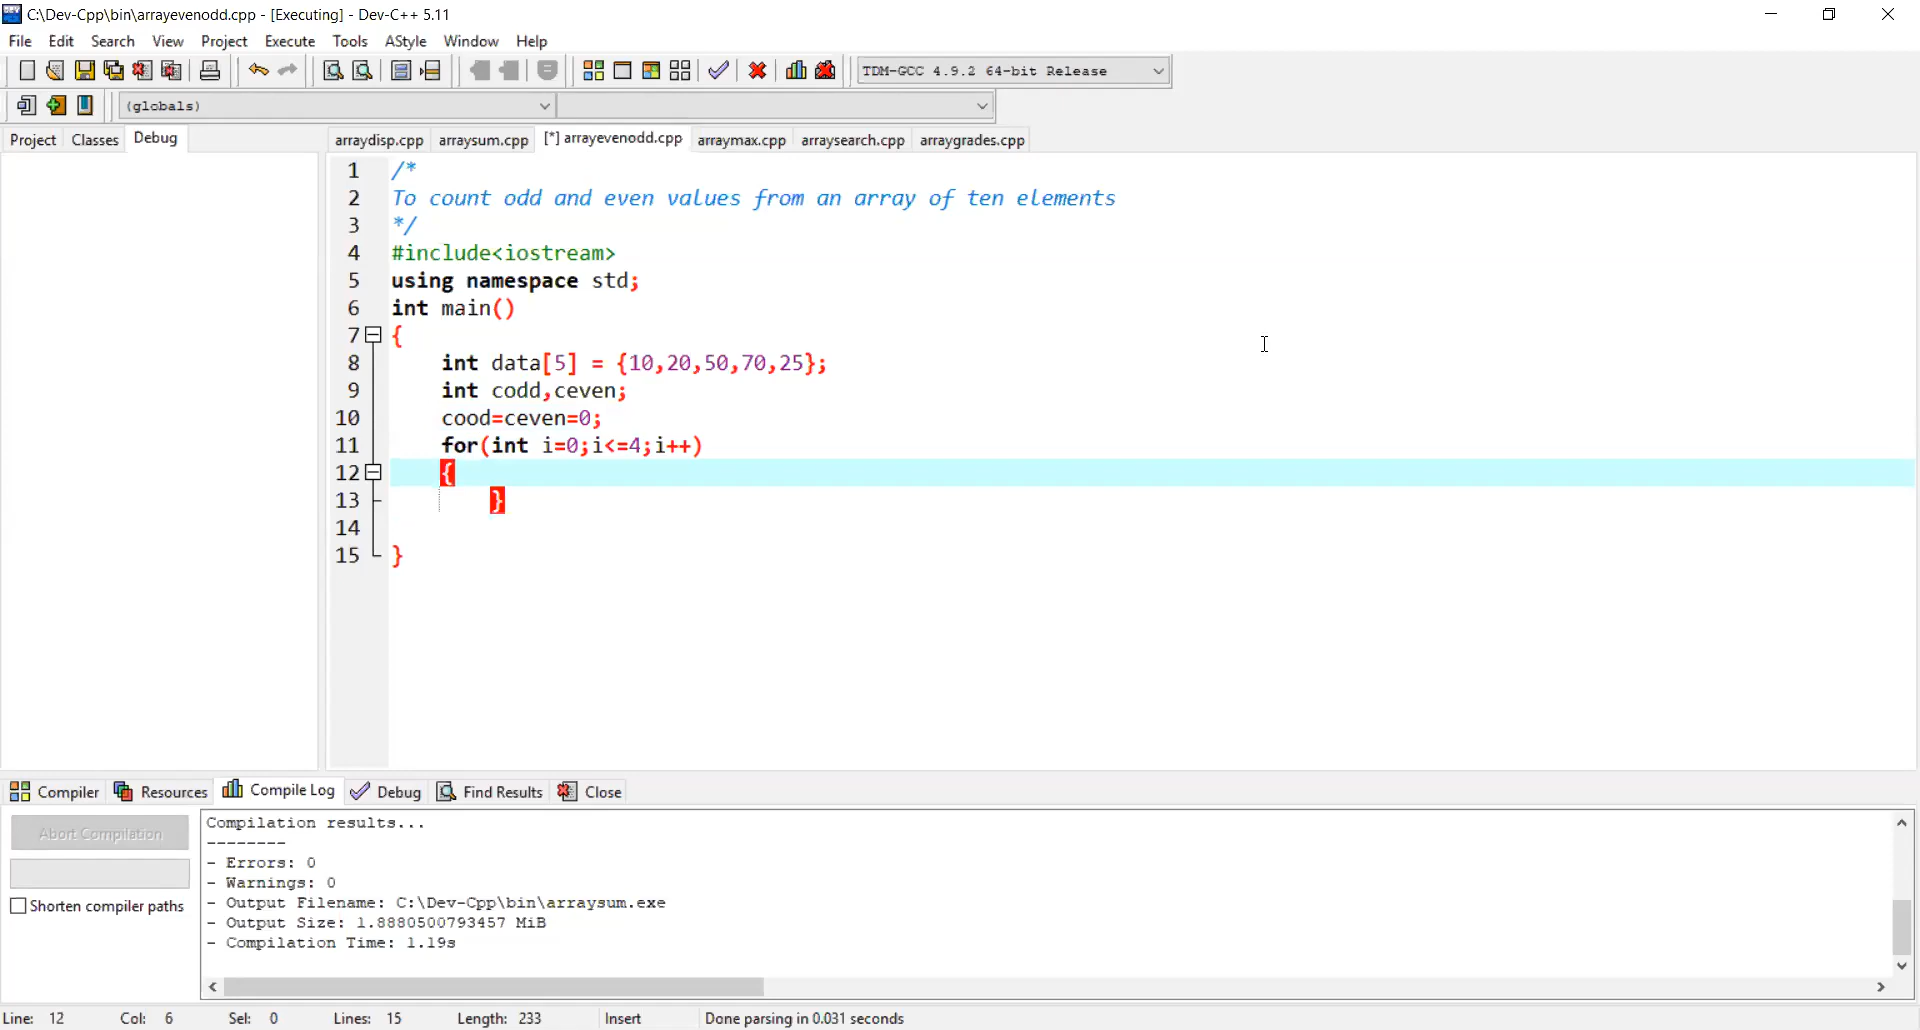 C:\Dev-Cpp\bin\arrayevenodd.cpp - [Executing] - Dev-C++ 5.11
File Edit Search View Project Execute Tools AStyle Window Help
TDM-GCC 4.9.2 64-bit Release
(globals)
Project Classes Debug
arraydisp.cpp arraysum.cpp [*] arrayevenodd.cpp arraymax.cpp arraysearch.cpp arraygrades.cpp
1 /*
2 To count odd and even values from an array of ten elements
3 */
4 #include<iostream>
5 using namespace std;
6 int main()
7 {
8 int data[5] = {10,20,50,70,25};
9 int codd,ceven;
10 cood=ceven=0;
11 for(int i=0;i<=4;i++)
12 {
13 }
14
15 }
Compiler Resources Compile Log Debug Find Results Close
Abort Compilation
Shorten compiler paths
Compilation results...
--------
- Errors: 0
- Warnings: 0
- Output Filename: C:\Dev-Cpp\bin\arraysum.exe
- Output Size: 1.8880500793457 MiB
- Compilation Time: 1.19s
Line: 12 Col: 6 Sel: 0 Lines: 15 Length: 233 Insert Done parsing in 0.031 seconds